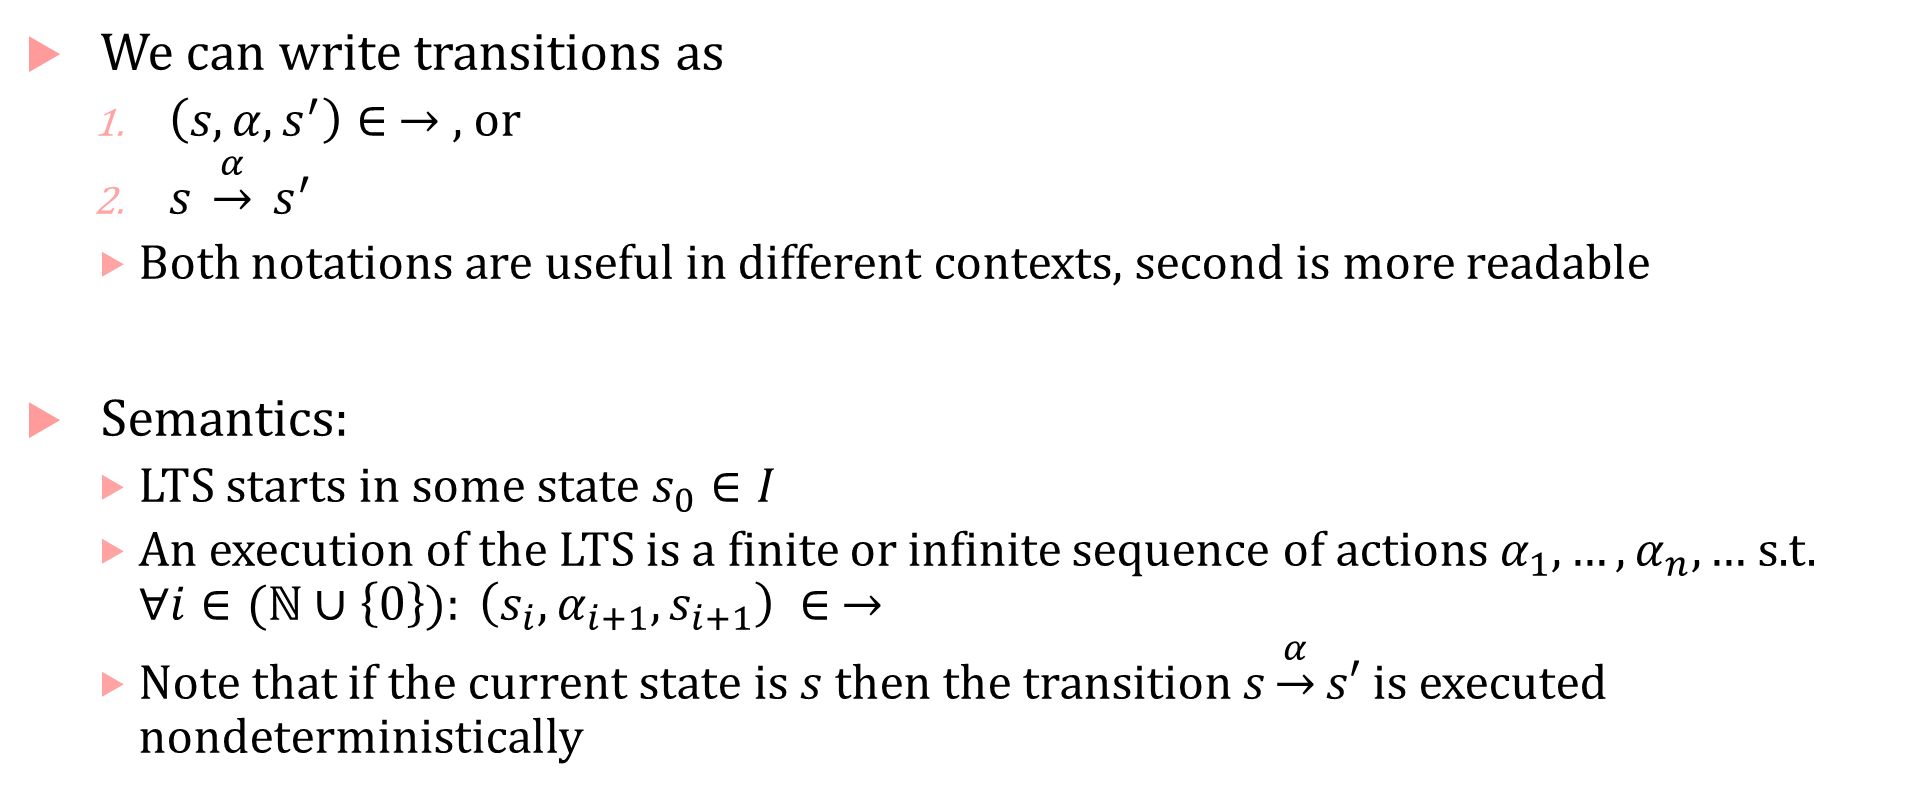 We can write transitions as
1. (s, α, s′) ∈ → , or
2. s →^α s′
Both notations are useful in different contexts, second is more readable
Semantics:
LTS starts in some state s₀ ∈ I
An execution of the LTS is a finite or infinite sequence of actions α₁, … , αₙ, … s.t.
∀i ∈ (ℕ ∪ {0}): (sᵢ, αᵢ₊₁, sᵢ₊₁) ∈ →
Note that if the current state is s then the transition s →^α s′ is executed
nondeterministically